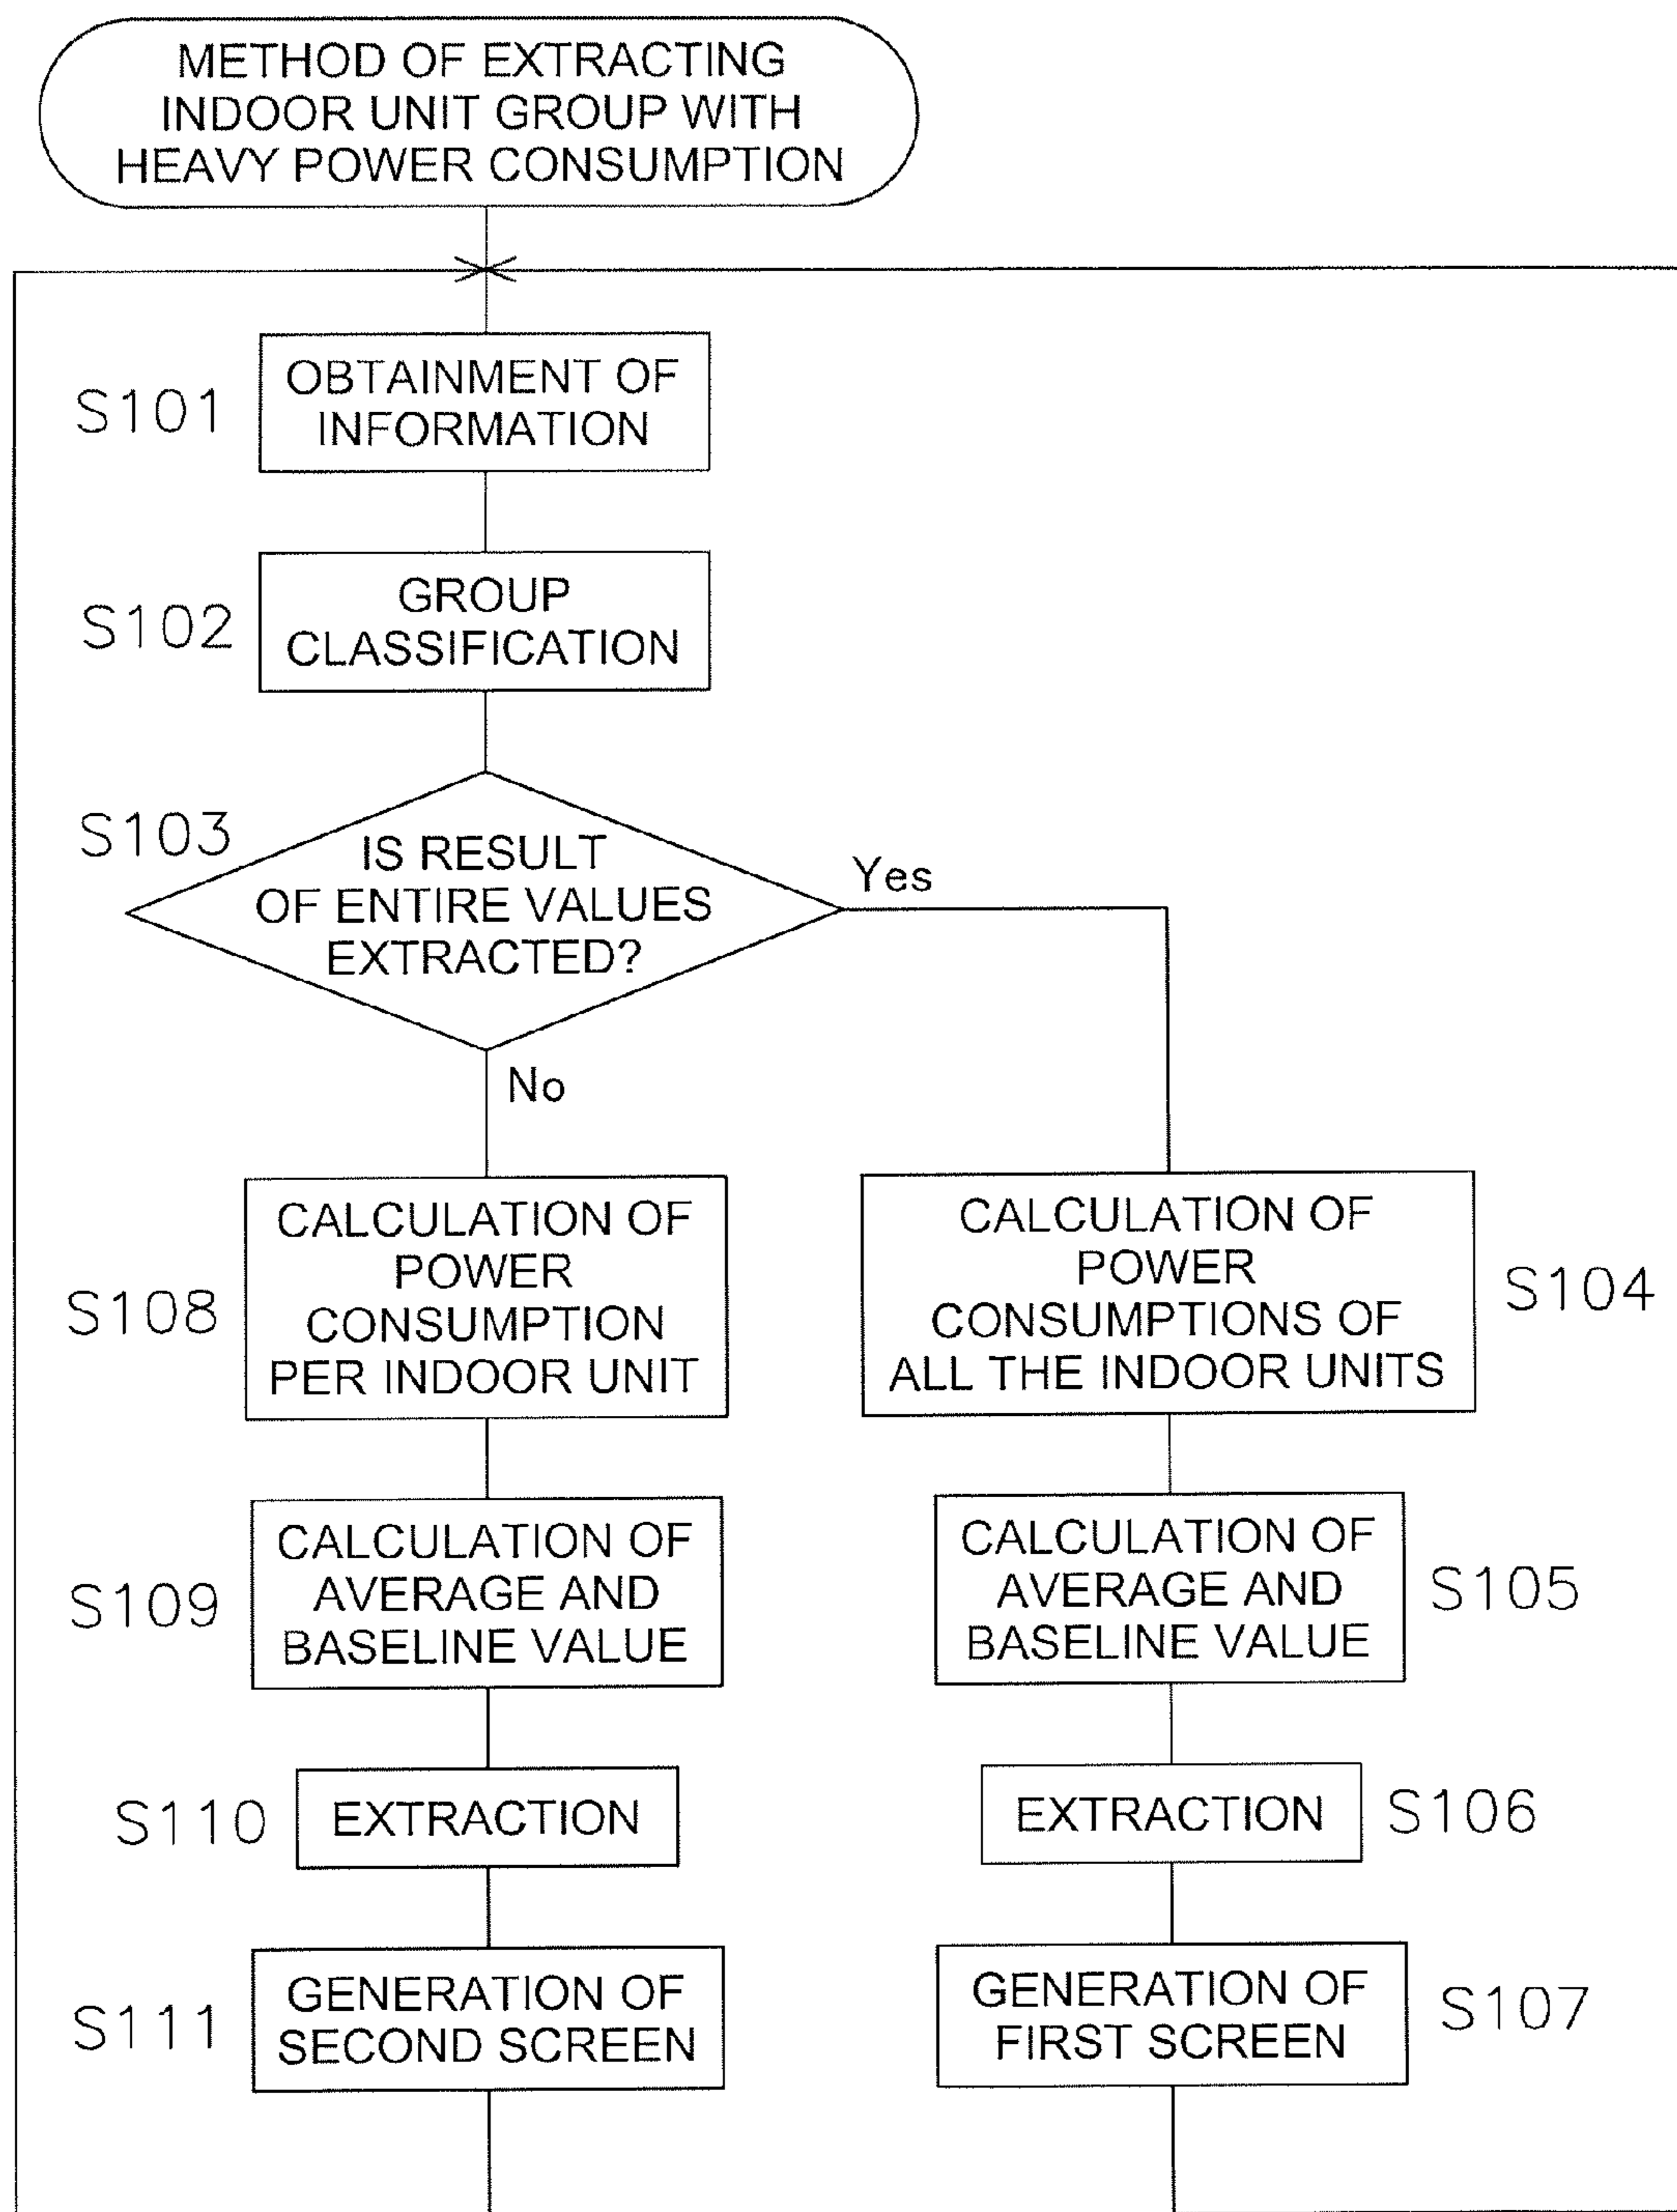 METHOD OF EXTRACTING
INDOOR UNIT GROUP WITH
HEAVY POWER CONSUMPTION
S101
OBTAINMENT OF
INFORMATION
S102
GROUP
CLASSIFICATION
S103
IS RESULT
OF ENTIRE VALUES
EXTRACTED?
Yes
No
S108
CALCULATION OF
POWER
CONSUMPTION
PER INDOOR UNIT
CALCULATION OF
POWER
CONSUMPTIONS OF
ALL THE INDOOR UNITS
S104
S109
CALCULATION OF
AVERAGE AND
BASELINE VALUE
CALCULATION OF
AVERAGE AND
BASELINE VALUE
S105
S110
EXTRACTION
EXTRACTION
S106
S111
GENERATION OF
SECOND SCREEN
GENERATION OF
FIRST SCREEN
S107